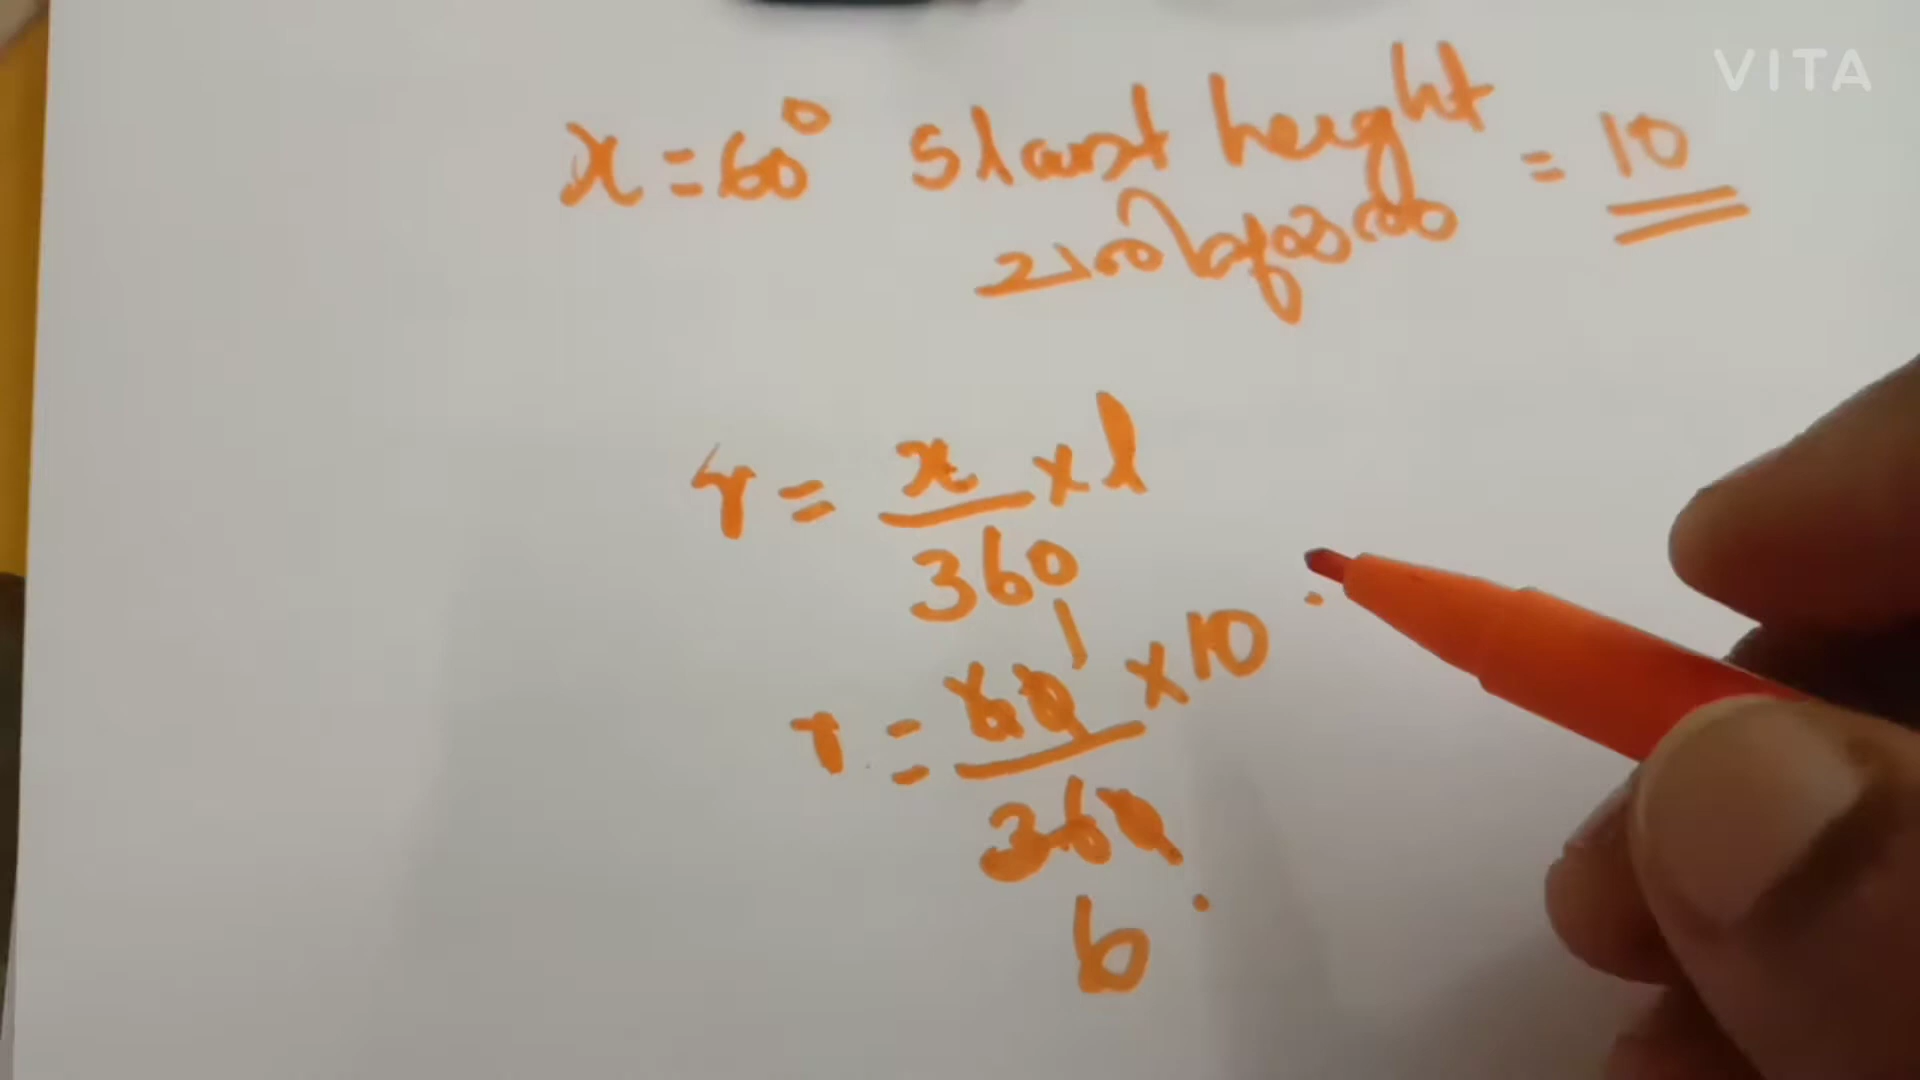 VITA
x = 60° Slant height = 10
ചരിവുയരം
r = x/360 × l
r = 60/360 × 10
1
6